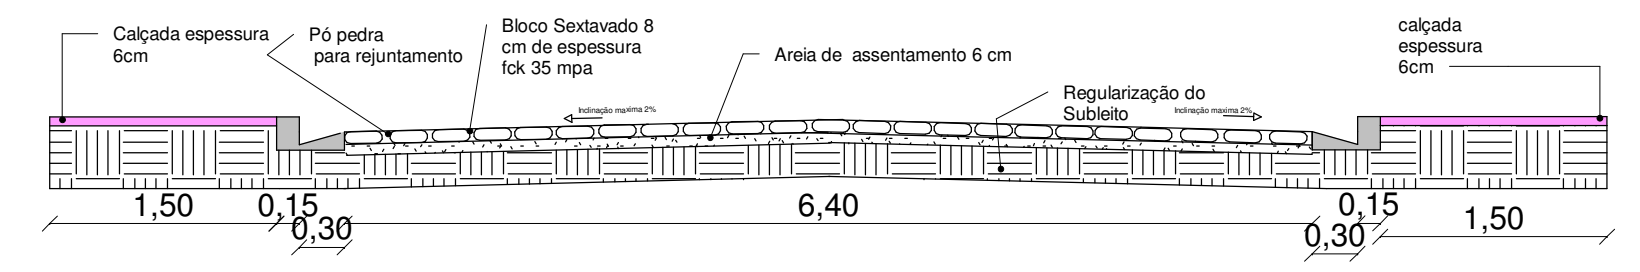 Calçada espessura
6cm
Pó pedra
para rejuntamento
Bloco Sextavado 8
cm de espessura
fck 35 mpa
Areia de assentamento 6 cm
Regularização do
Subleito
calçada
espessura
6cm
Inclinação maxima 2%
Inclinação maxima 2%
1,50
0,15
0,30
6,40
0,15
0,30
1,50